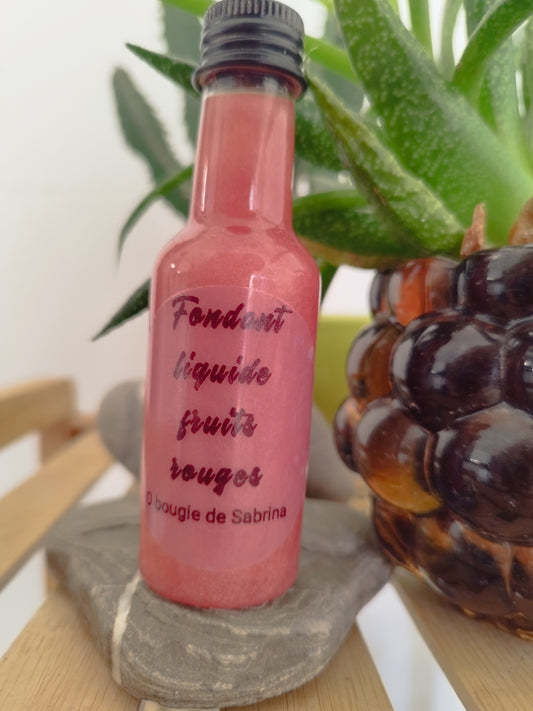 Fondant
liquide
fruits
rouges
O bougie de Sabrina